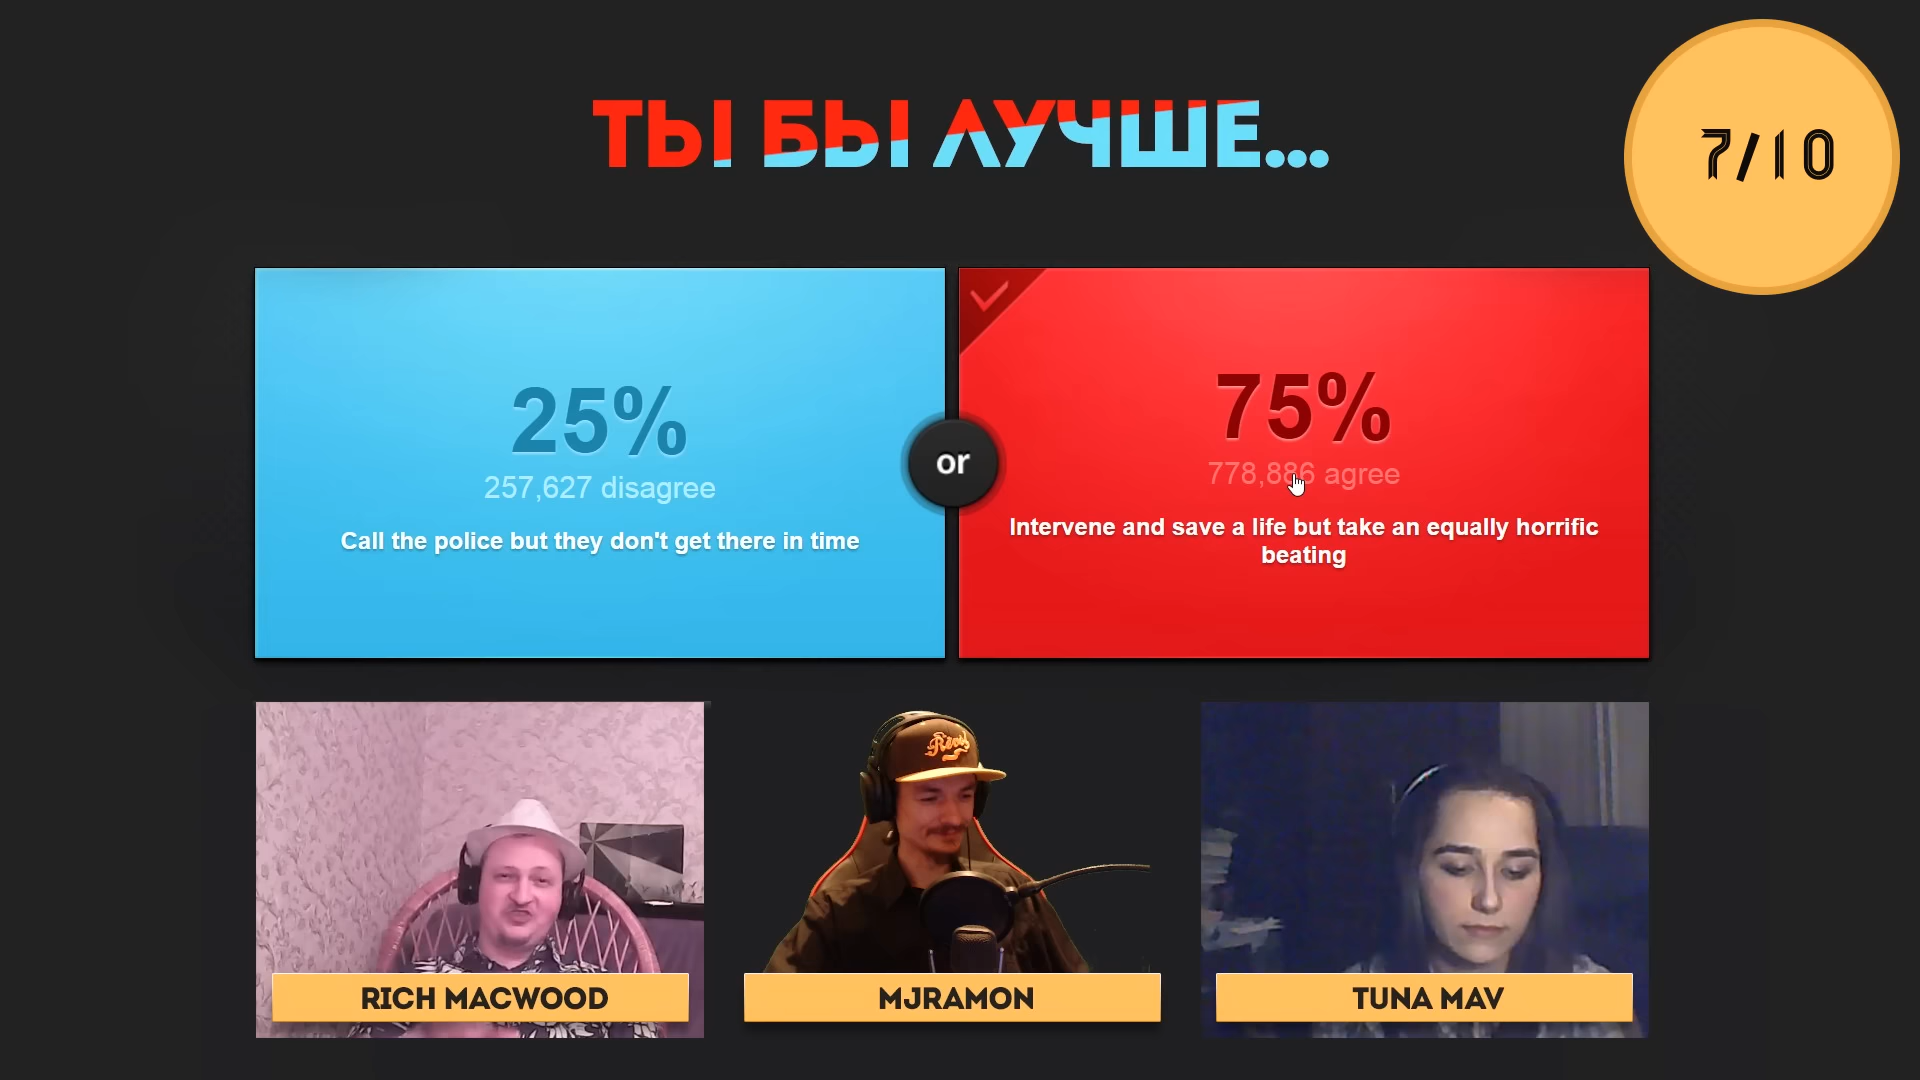 ТЫ БЫ ЛУЧШЕ...
7/10
25%
257,627 disagree
Call the police but they don't get there in time
or
75%
778,886 agree
Intervene and save a life but take an equally horrific
beating
RICH MACWOOD
MJRAMON
TUNA MAV